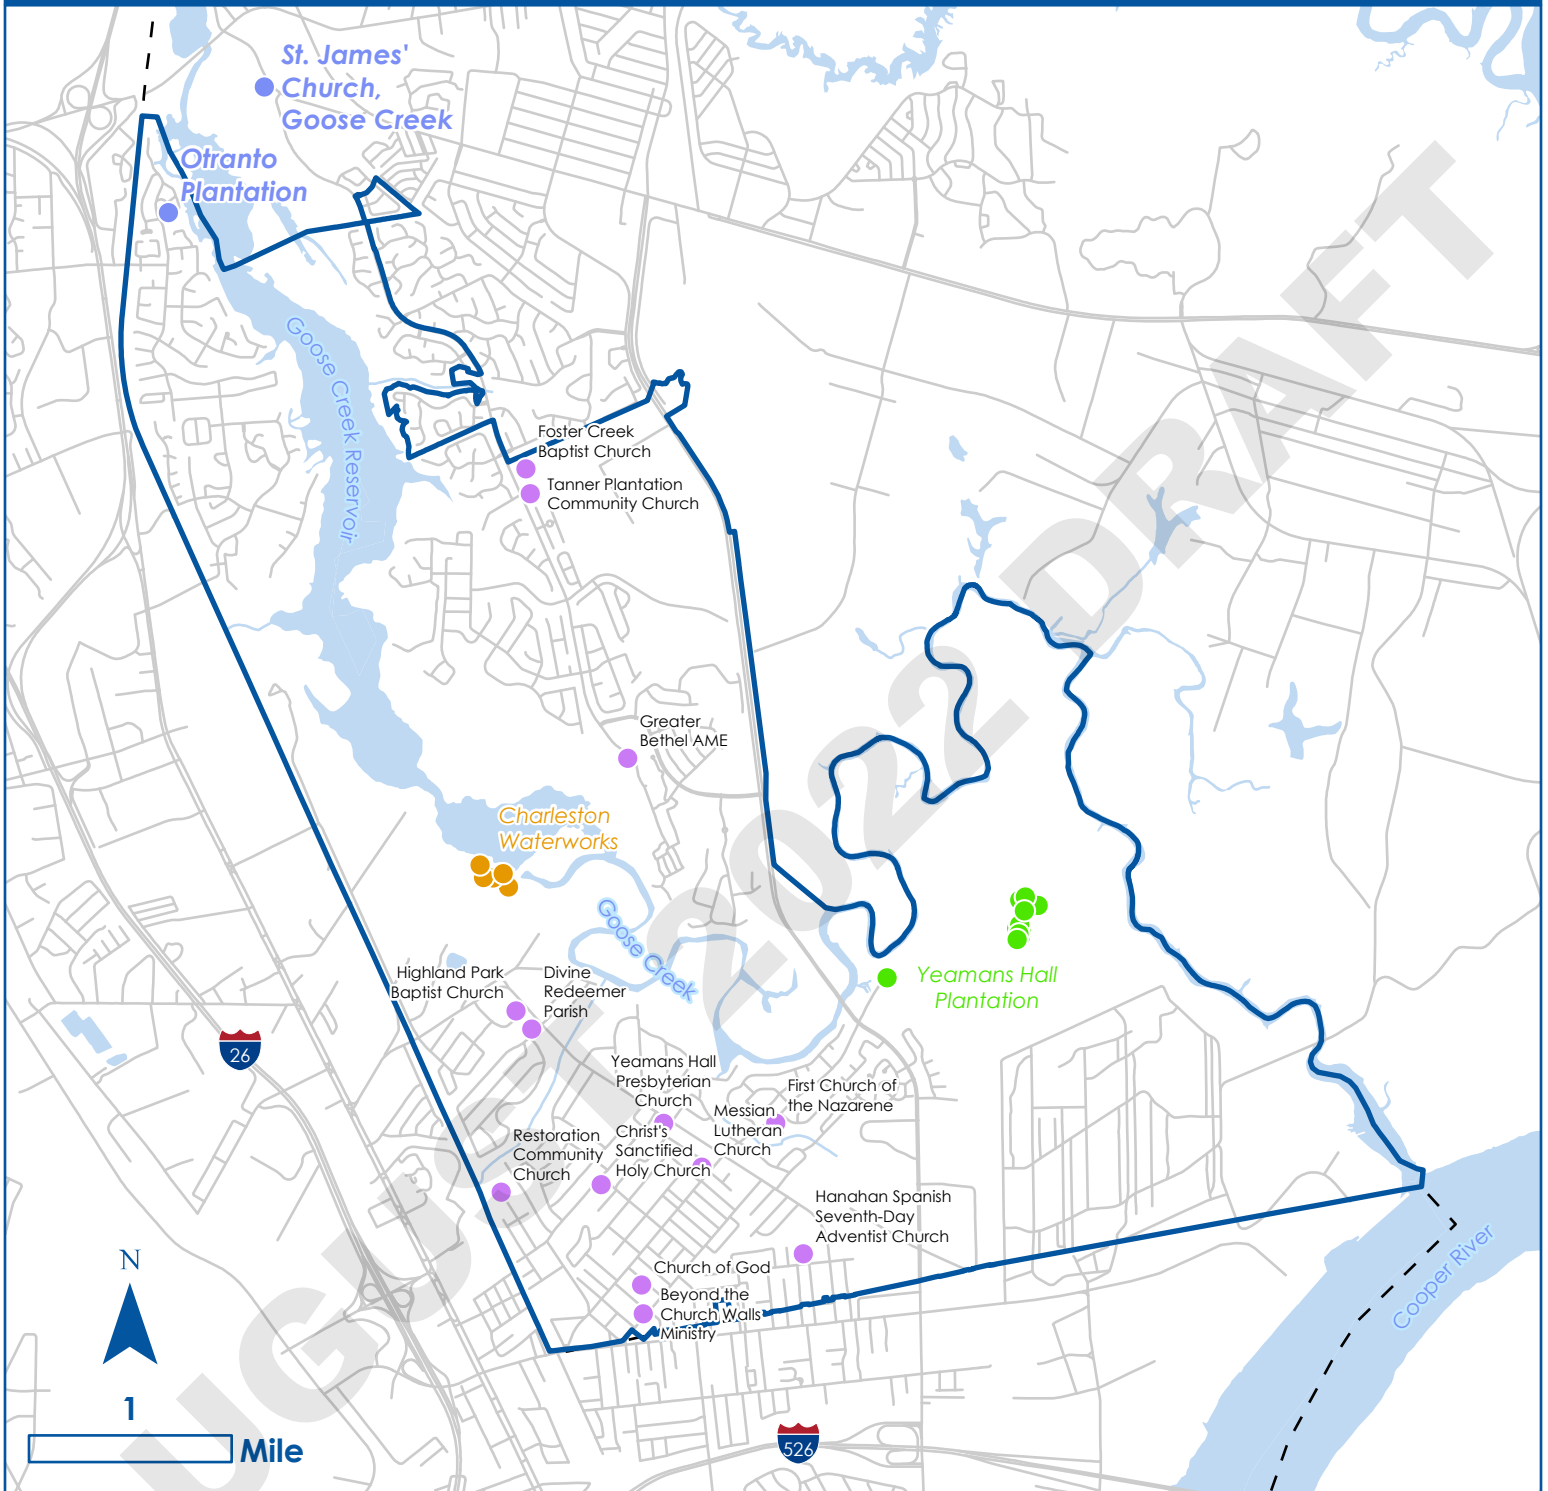 St. James'
Church,
Goose Creek
Otranto
Plantation
Goose Creek Reservoir
Foster Creek
Baptist Church
Tanner Plantation
Community Church
Greater
Bethel AME
Charleston
Waterworks
Goose Creek
Yeamans Hall
Plantation
Highland Park
Baptist Church
Divine
Redeemer
Parish
26
Yeamans Hall
Presbyterian
Church
First Church of
the Nazarene
Messian
Lutheran
Church
Christ's
Sanctified
Holy Church
Restoration
Community
Church
Hanahan Spanish
Seventh-Day
Adventist Church
Church of God
Beyond the
Church Walls
Ministry
Cooper River
N
1
Mile
526
UGUST 2022 DRAFT